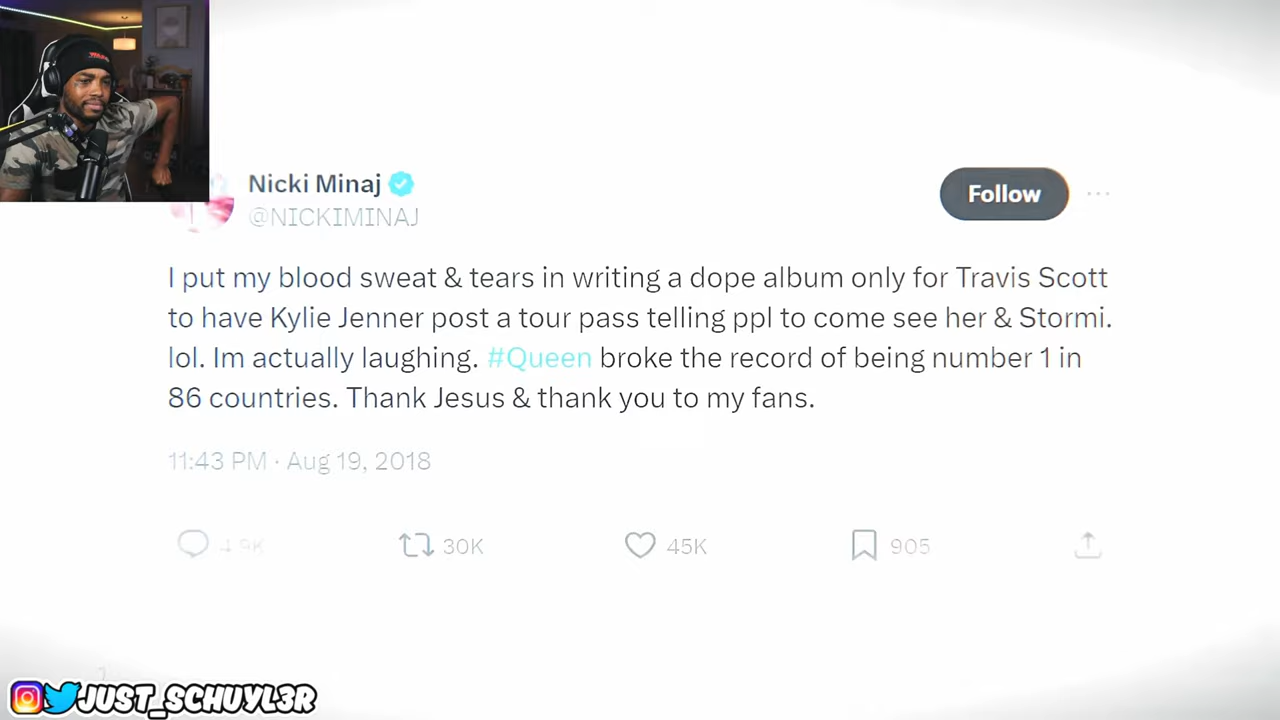 Nicki Minaj
@NICKIMINAJ
Follow
I put my blood sweat & tears in writing a dope album only for Travis Scott
to have Kylie Jenner post a tour pass telling ppl to come see her & Stormi.
lol. Im actually laughing. #Queen broke the record of being number 1 in
86 countries. Thank Jesus & thank you to my fans.
11:43 PM · Aug 19, 2018
4.9K 30K 45K 905
JUST_SCHUYL3R